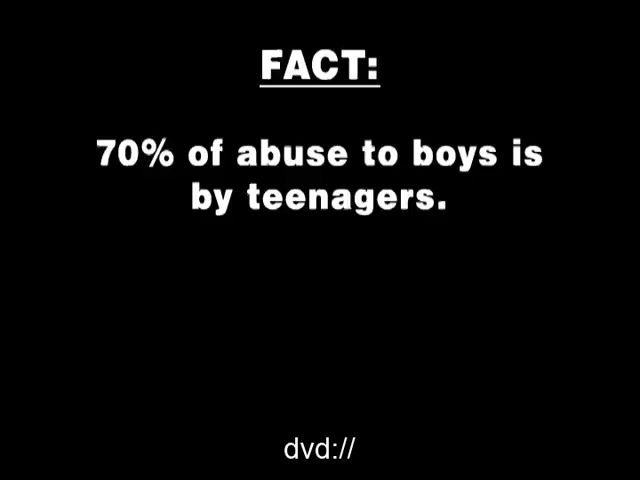 FACT:
70% of abuse to boys is
by teenagers.
dvd://